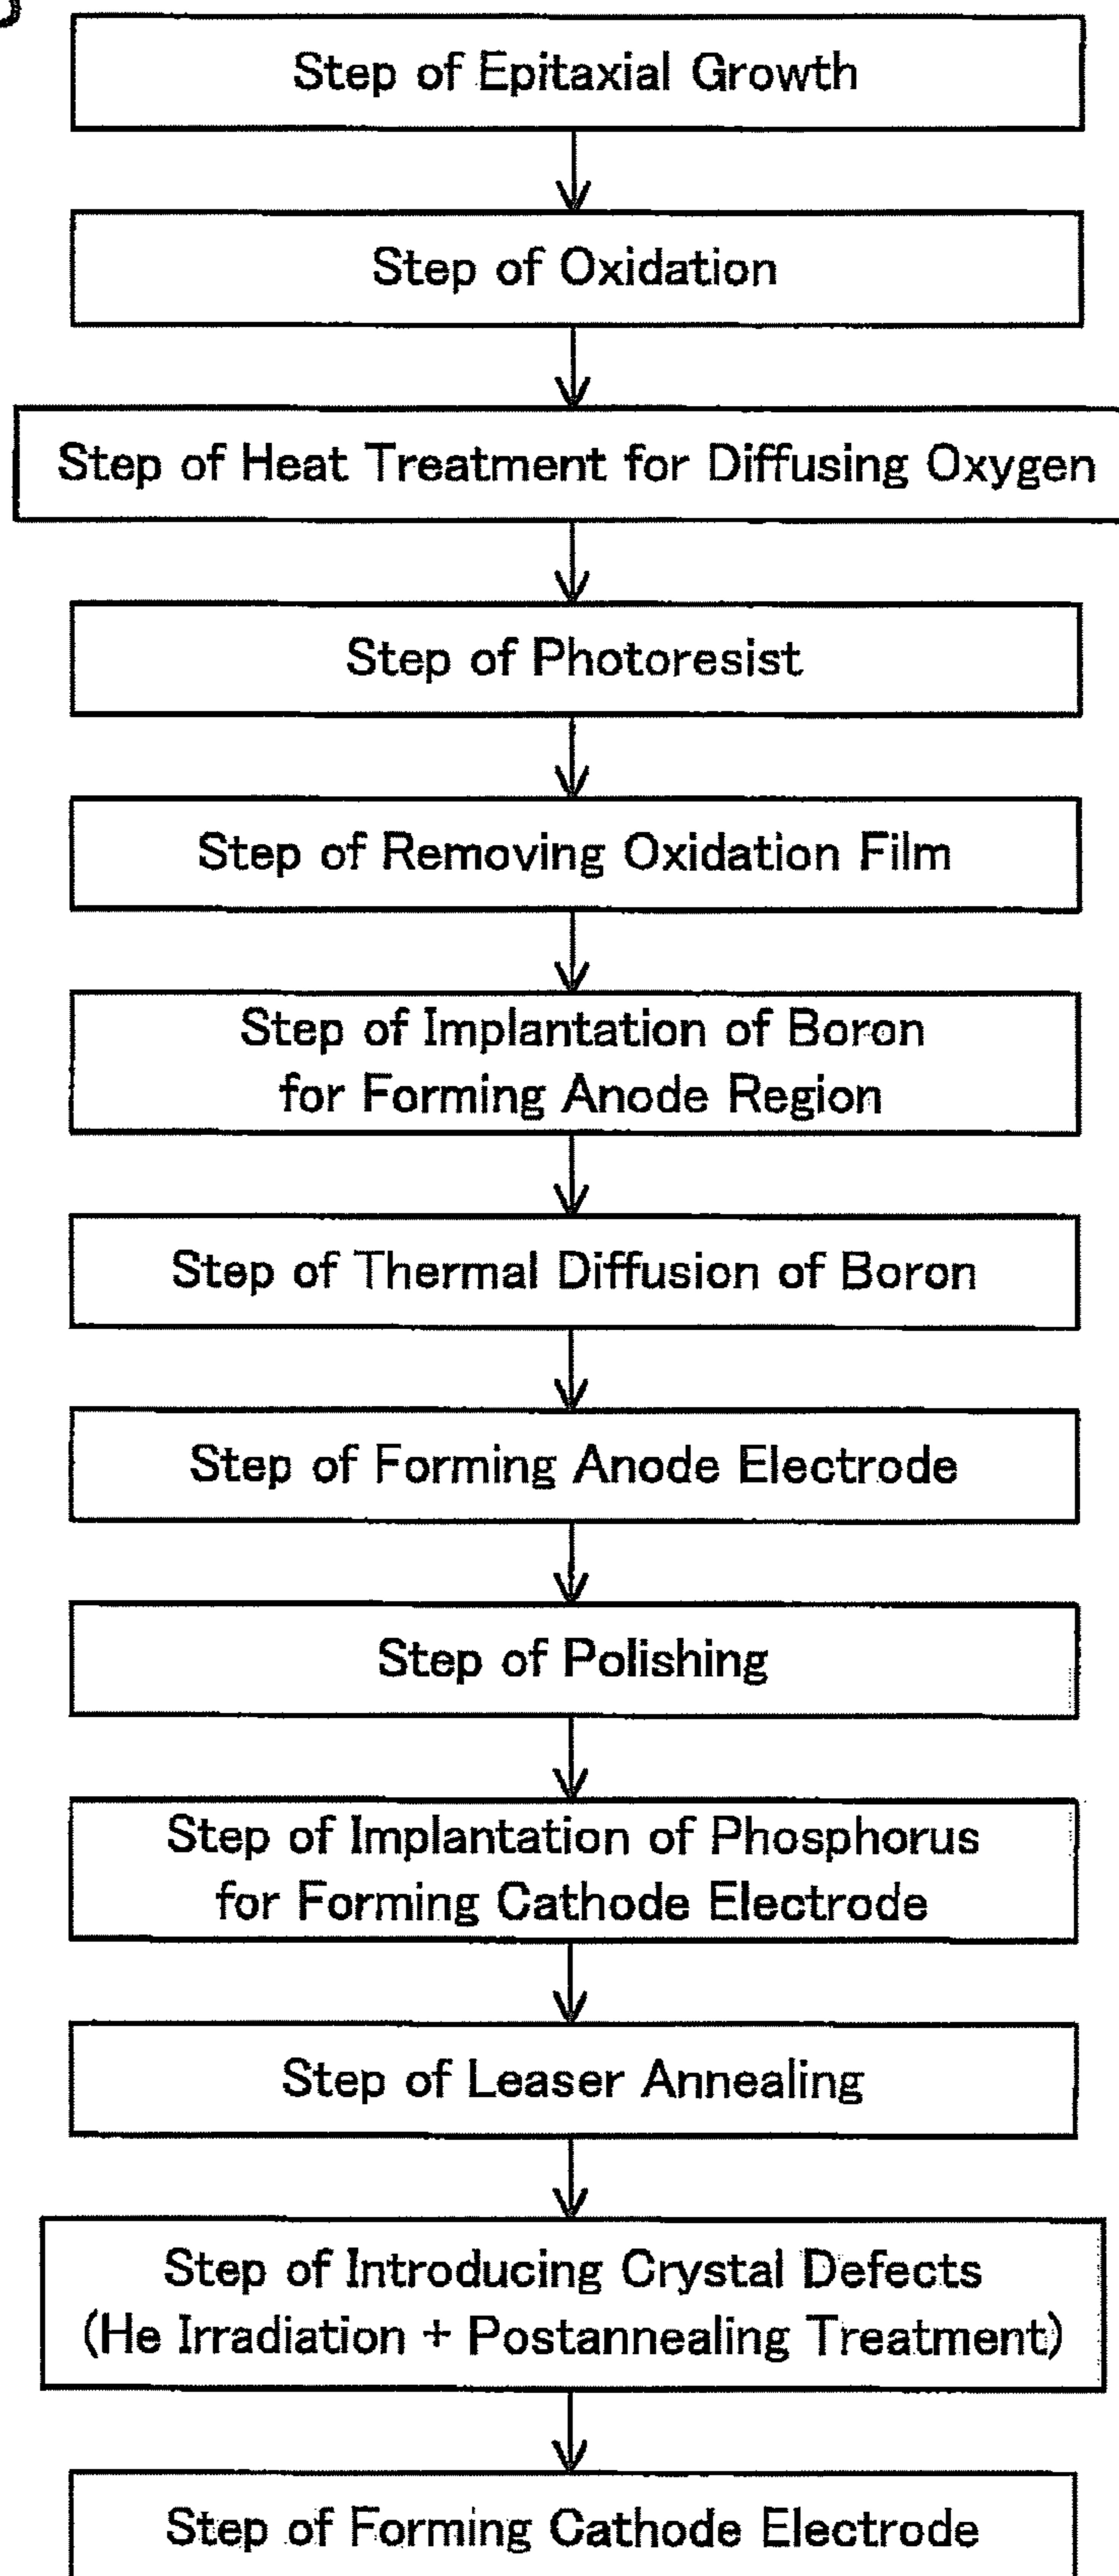 Step of Epitaxial Growth
Step of Oxidation
Step of Heat Treatment for Diffusing Oxygen
Step of Photoresist
Step of Removing Oxidation Film
Step of Implantation of Boron
for Forming Anode Region
Step of Thermal Diffusion of Boron
Step of Forming Anode Electrode
Step of Polishing
Step of Implantation of Phosphorus
for Forming Cathode Electrode
Step of Leaser Annealing
Step of Introducing Crystal Defects
(He Irradiation + Postannealing Treatment)
Step of Forming Cathode Electrode